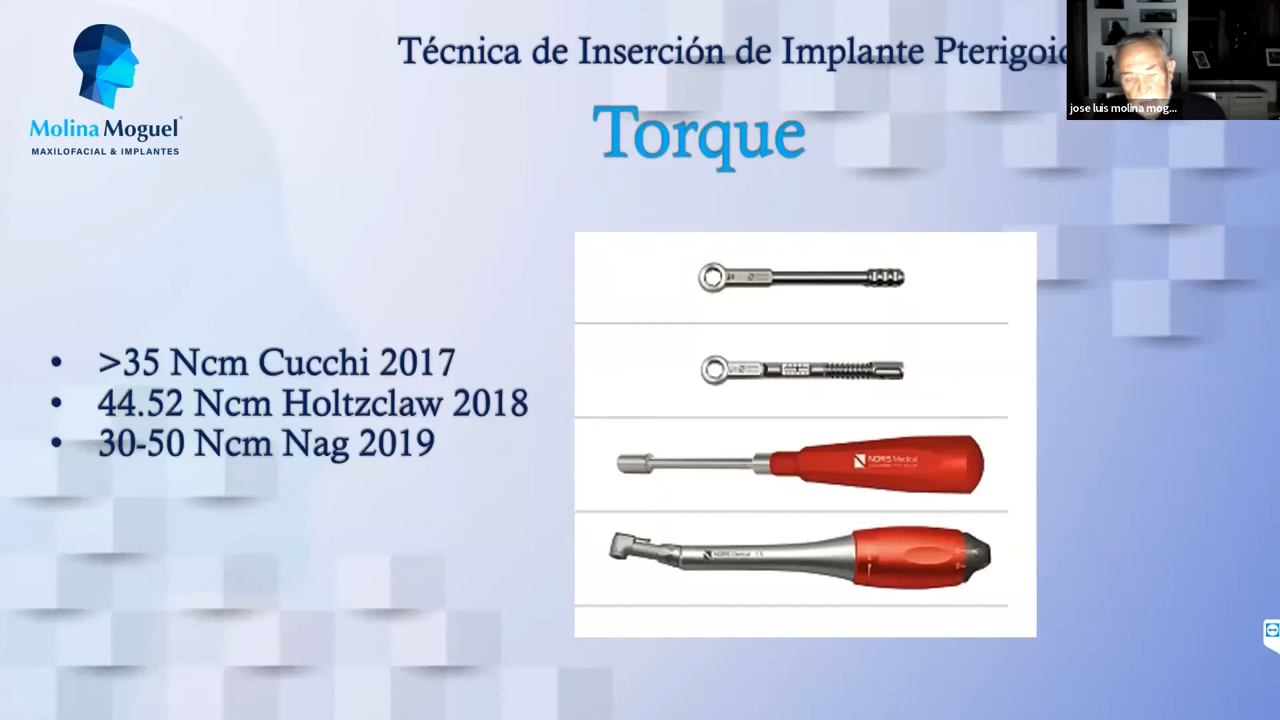 Técnica de Inserción de Implante Pterigoid
jose luis molina mog...
Torque
Molina Moguel
MAXILOFACIAL & IMPLANTES
>35 Ncm Cucchi 2017
44.52 Ncm Holtzclaw 2018
30-50 Ncm Nag 2019
NORIS Medical
NORIS Medical